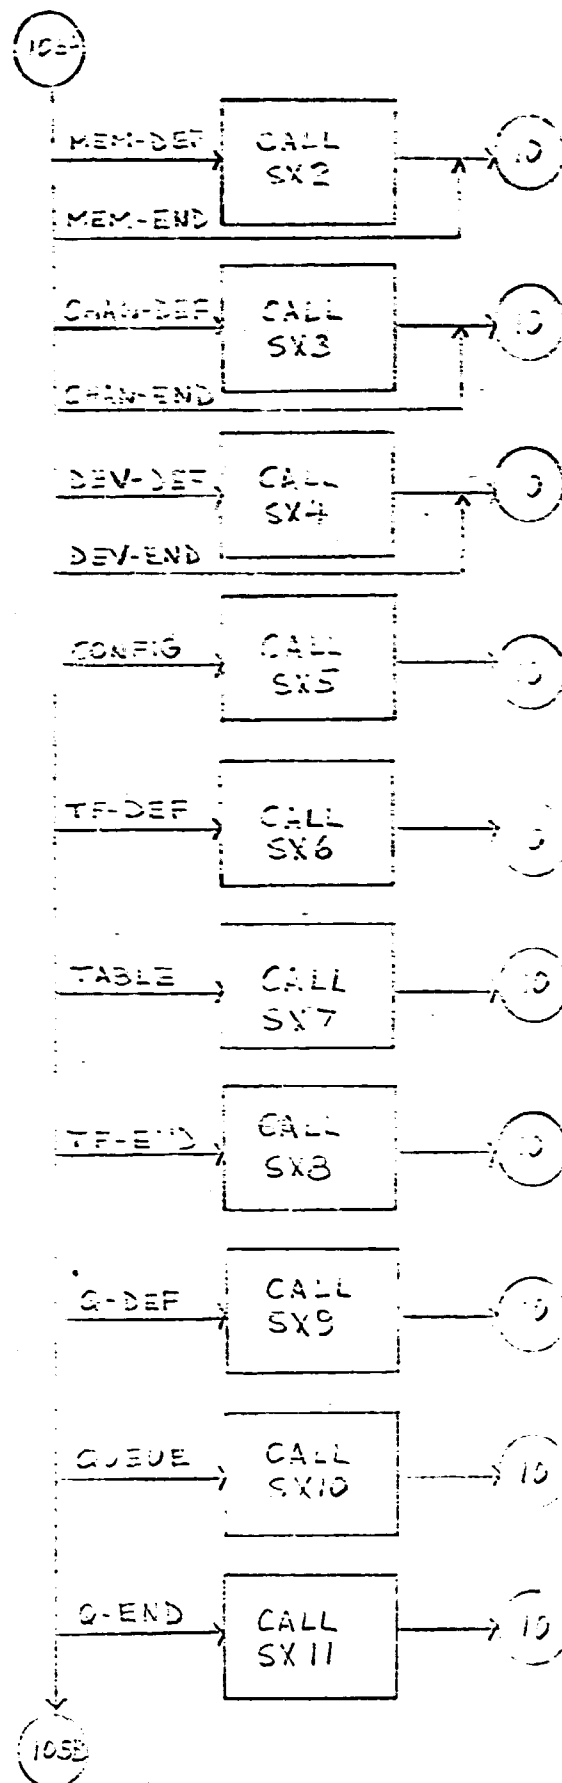 105A
MEM-DEF
CALL
SX2
10
MEM-END
CHAN-DEF
CALL
SX3
10
CHAN-END
DEV-DEF
CALL
SX4
10
DEV-END
CONFIG
CALL
SX5
10
TF-DEF
CALL
SX6
TABLE
CALL
SX7
10
TF-END
CALL
SX8
10
Q-DEF
CALL
SX9
10
QUEUE
CALL
SX10
10
Q-END
CALL
SX11
10
105B